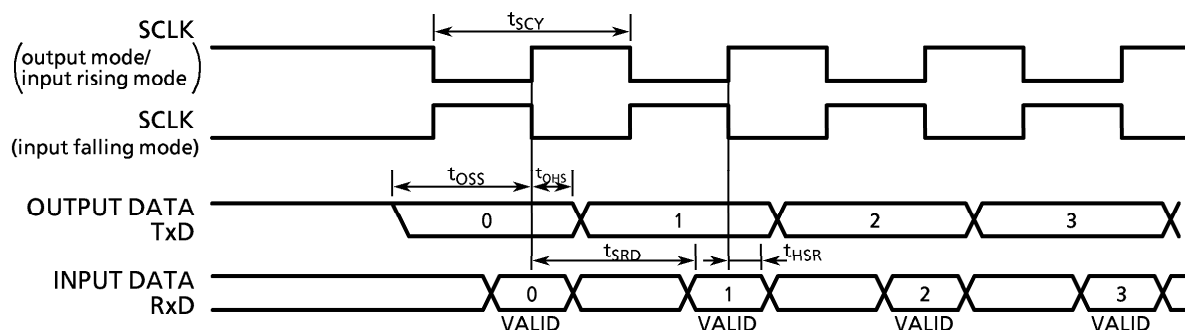 tSCY
SCLK
(output mode/
input rising mode)
SCLK
(input falling mode)
tOSS
tOHS
OUTPUT DATA
TxD
0 1 2 3
tSRD
tHSR
INPUT DATA
RxD
0 1 2 3
VALID VALID VALID VALID